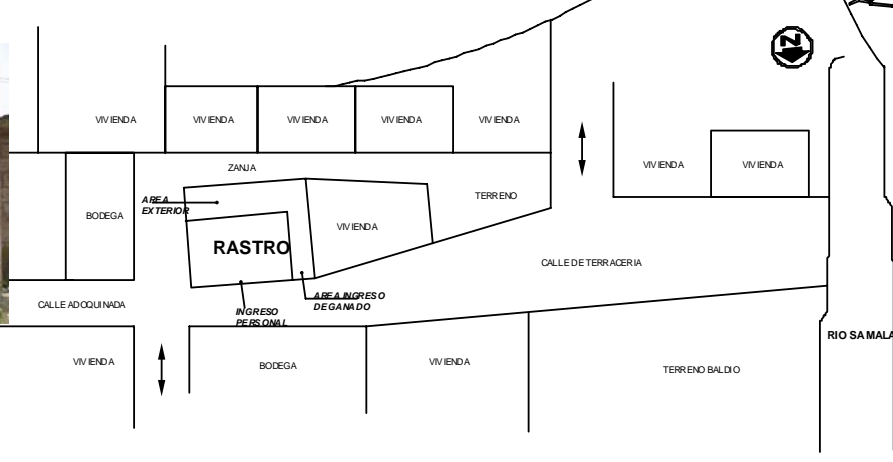 N
VIVIENDA
VIVIENDA
VIVIENDA
VIVIENDA
VIVIENDA
ZANJA
VIVIENDA
VIVIENDA
AREA
EXTERIOR
TERRENO
BODEGA
VIVIENDA
RASTRO
CALLE DE TERRACERIA
CALLE ADOQUINADA
AREA INGRESO
DE GANADO
INGRESO
PERSONAL
RIO SAMALA
VIVIENDA
BODEGA
VIVIENDA
TERRENO BALDIO